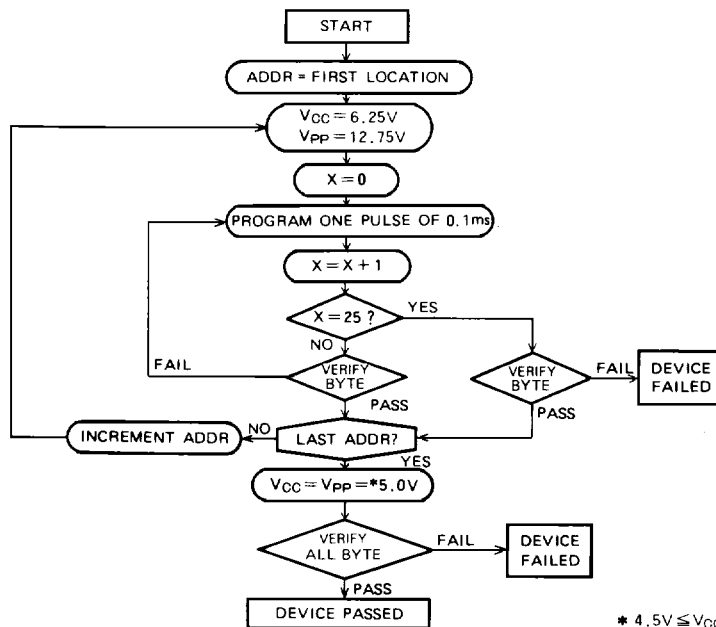 START
ADDR = FIRST LOCATION
VCC = 6.25V
VPP = 12.75V
X = 0
PROGRAM ONE PULSE OF 0.1ms
X = X + 1
X = 25 ?
YES
NO
FAIL
VERIFY
BYTE
PASS
VERIFY
BYTE
FAIL
DEVICE
FAILED
PASS
INCREMENT ADDR
NO
LAST ADDR?
YES
VCC = VPP = *5.0V
VERIFY
ALL BYTE
FAIL
DEVICE
FAILED
PASS
DEVICE PASSED
* 4.5V ≦ VCC